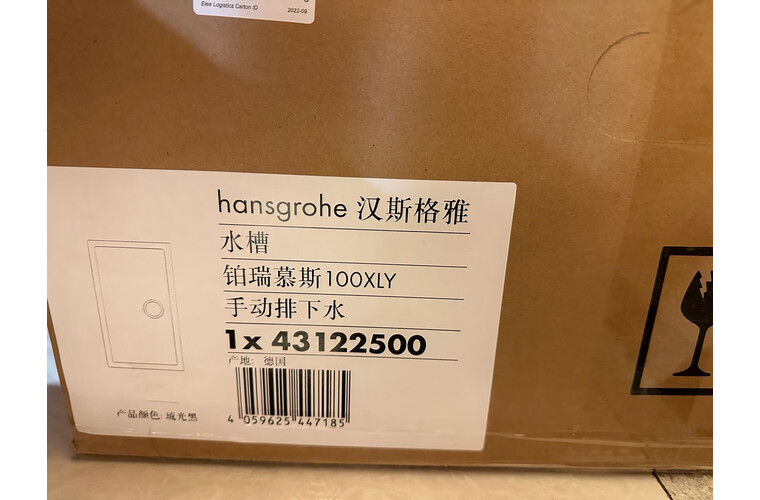 Else Logistics Carton ID
2022-09
hansgrohe 汉斯格雅
水槽
铂瑞慕斯100XLY
手动排下水
1x 43122500
产地: 德国
产品颜色: 琉光黑
4 059625 447185